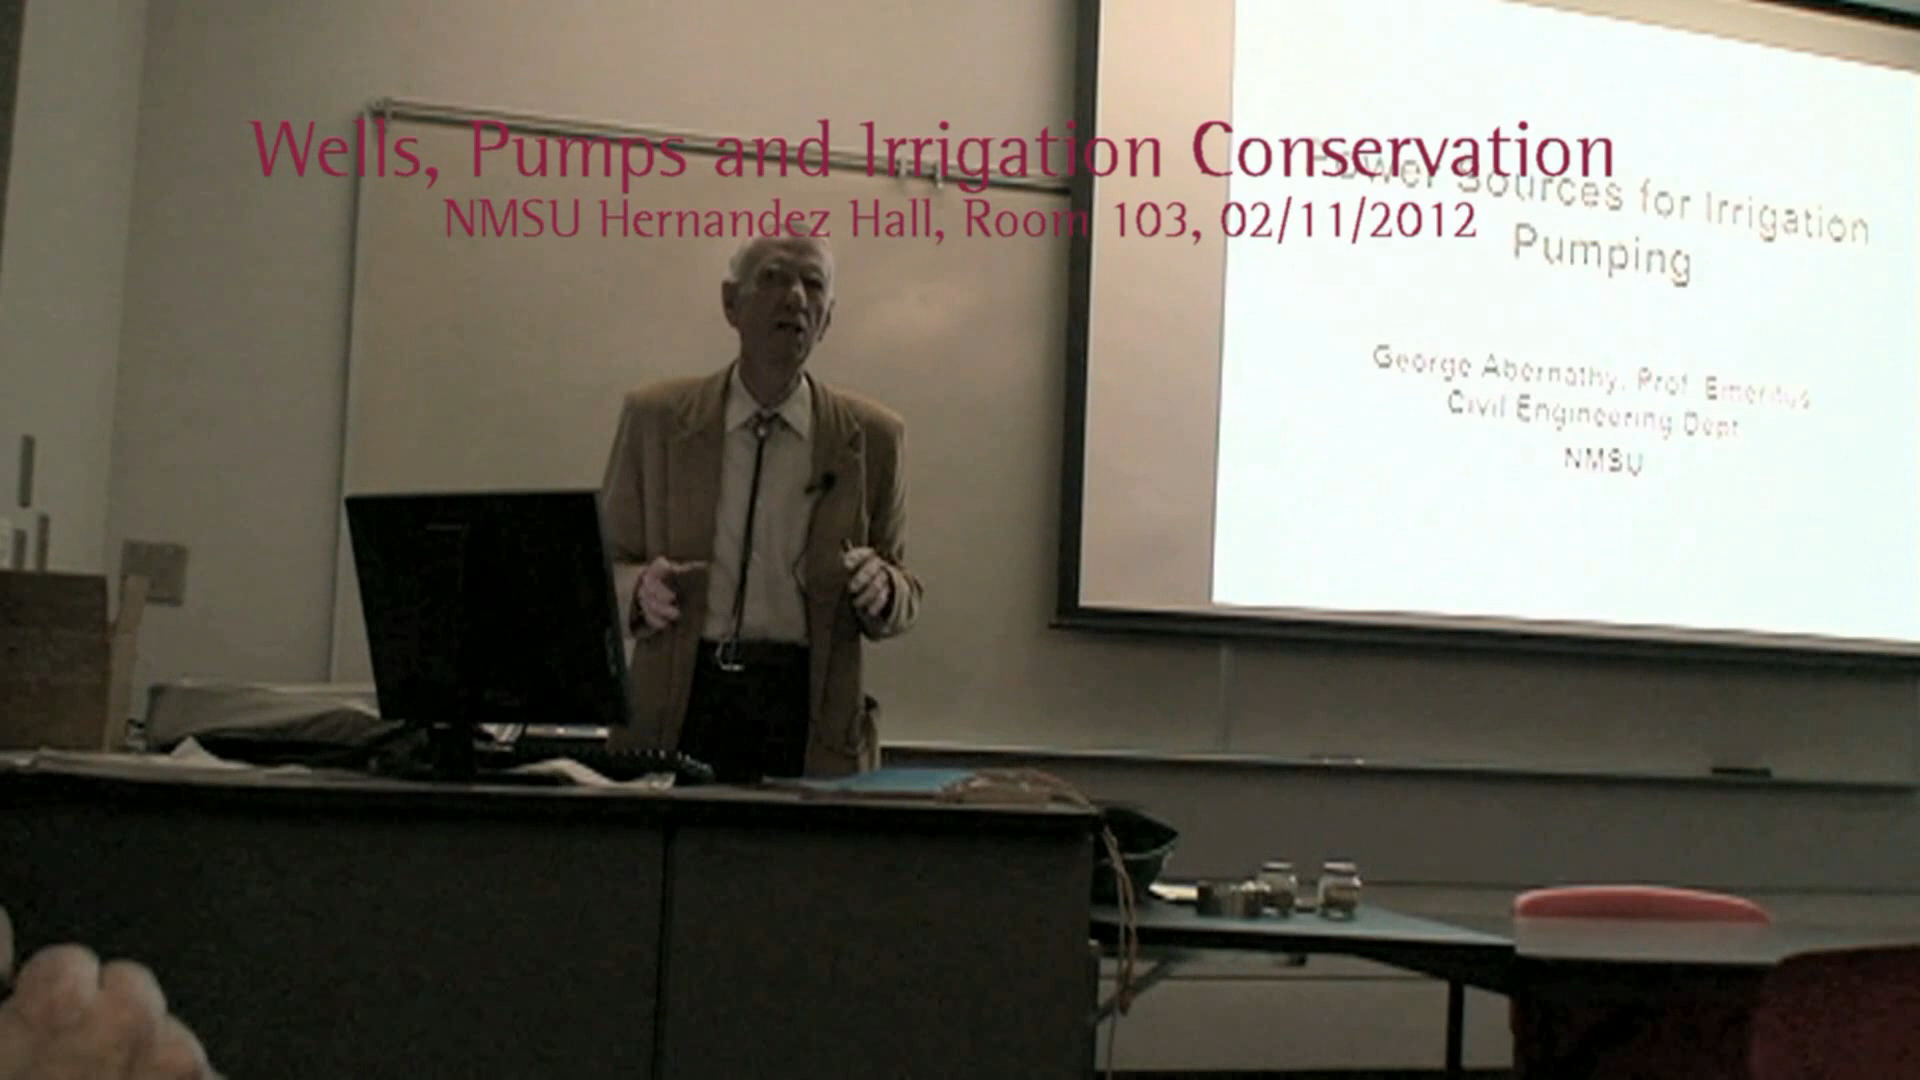 Wells, Pumps and Irrigation Conservation
NMSU Hernandez Hall, Room 103, 02/11/2012
Power Sources for Irrigation
Pumping
George Abernathy, Prof. Emeritus
Civil Engineering Dept
NMSU